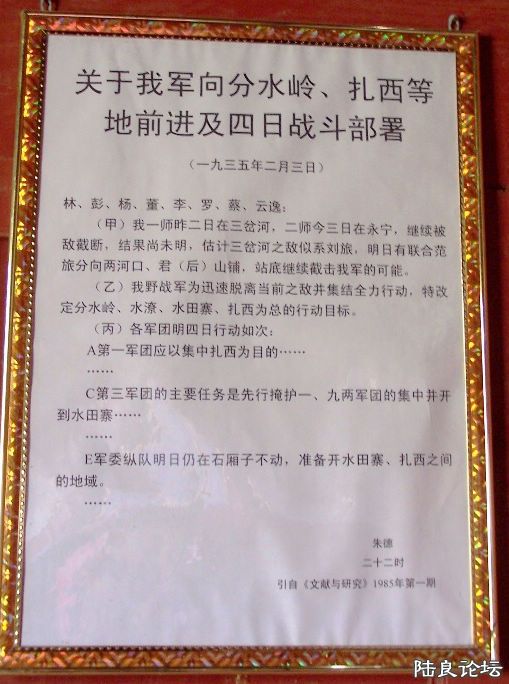 关于我军向分水岭、扎西等
地前进及四日战斗部署
（一九三五年二月三日）
林、彭、杨、董、李、罗、蔡、云逸：
（甲）我一师昨二日在三岔河，二师今三日在永宁，继续被
敌截断，结果尚未明，估计三岔河之敌似系刘旅，明日有联合范
旅分向两河口、君（后）山铺，站底继续截击我军的可能。
（乙）我野战军为迅速脱离当前之敌并集结全力行动，特改
定分水岭、水潦、水田寨、扎西为总的行动目标。
（丙）各军团明四日行动如次：
A第一军团应以集中扎西为目的……
……
C第三军团的主要任务是先行掩护一、九两军团的集中并开
到水田寨……
……
E军委纵队明日仍在石厢子不动，准备开水田寨、扎西之间
的地域。
……
朱德
二十二时
引自《文献与研究》1985年第一期
陆良论坛